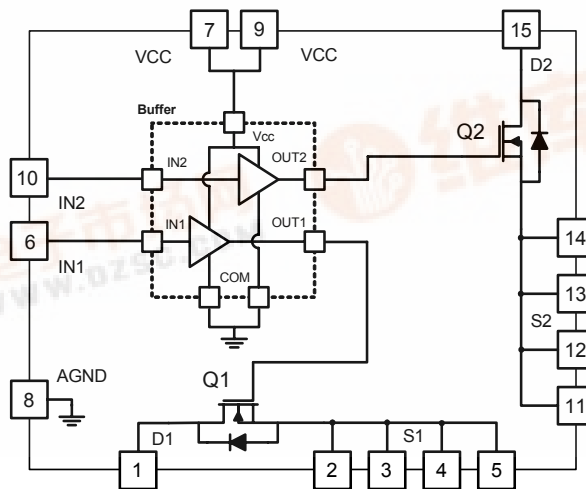 7
9
15
VCC
VCC
D2
Buffer
Vcc
Q2
IN2
OUT2
10
IN2
6
IN1
OUT1
IN1
14
COM
13
S2
12
AGND
Q1
11
8
D1
S1
1
2
3
4
5